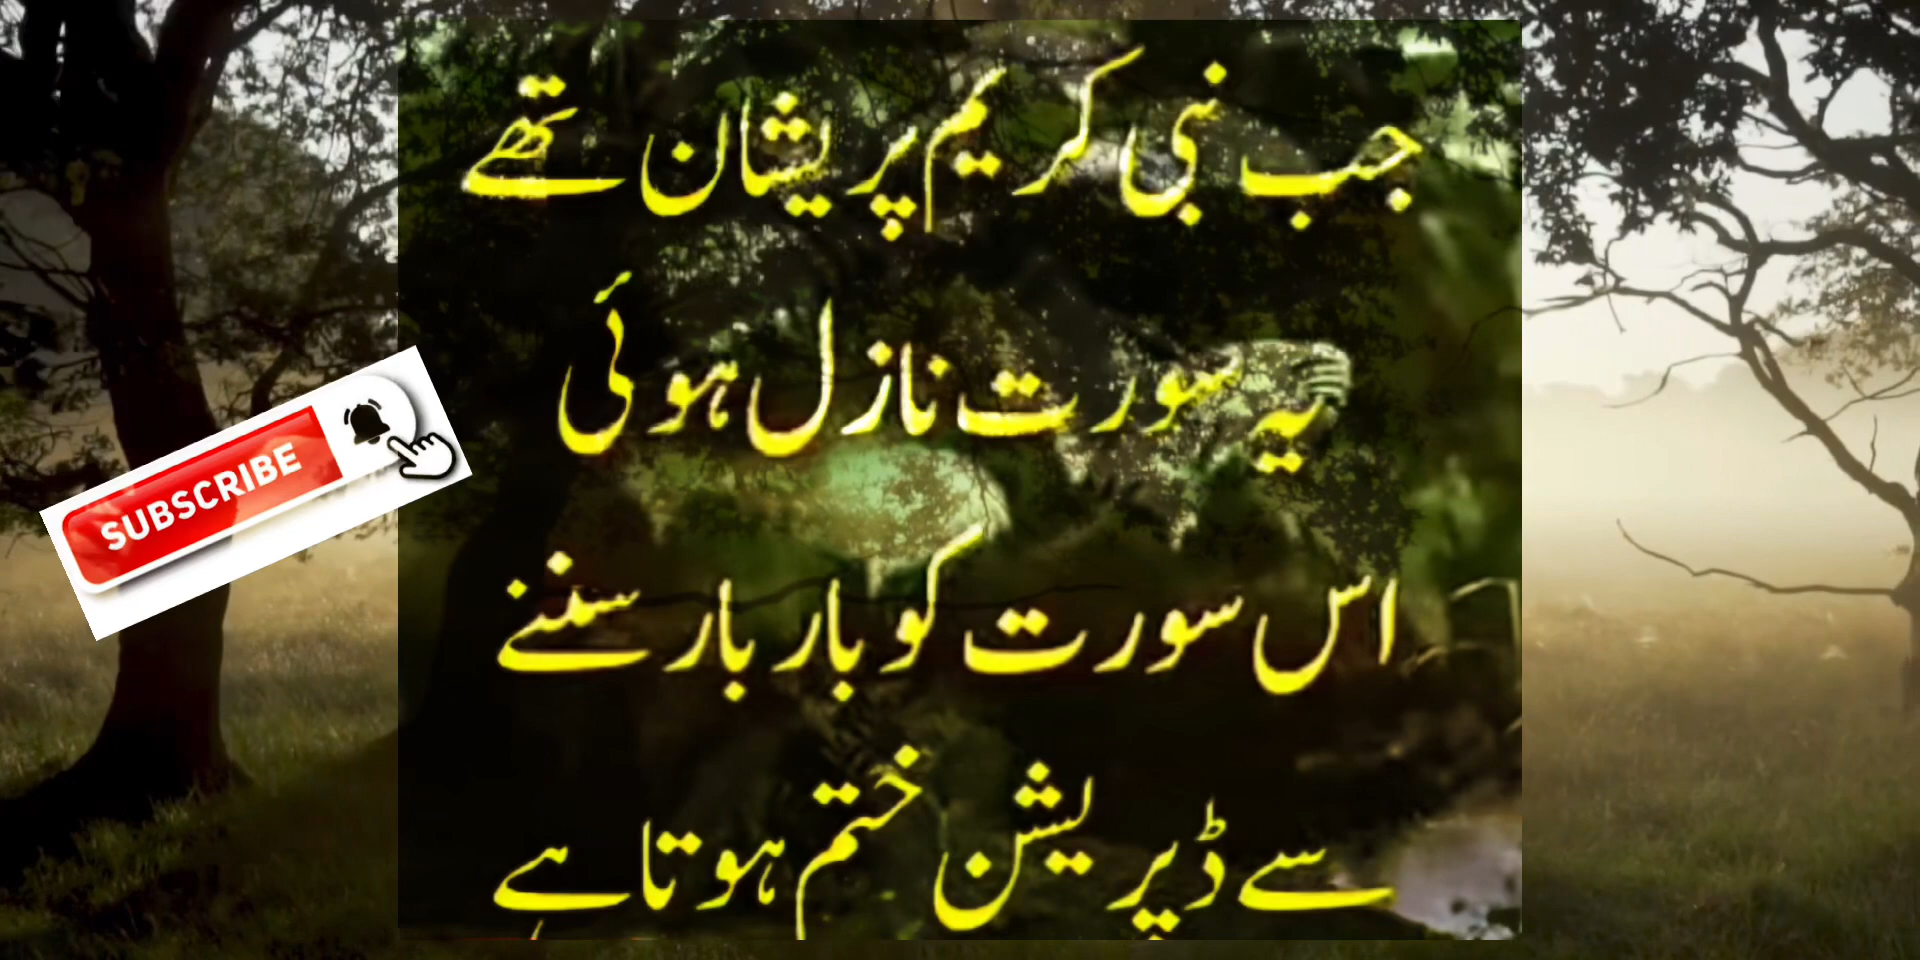 جب نبی کریم پریشان تھے
یہ سورت نازل ہوئی
SUBSCRIBE
اس سورت کو بار بار سننے
سے ڈپریشن ختم ہوتا ہے